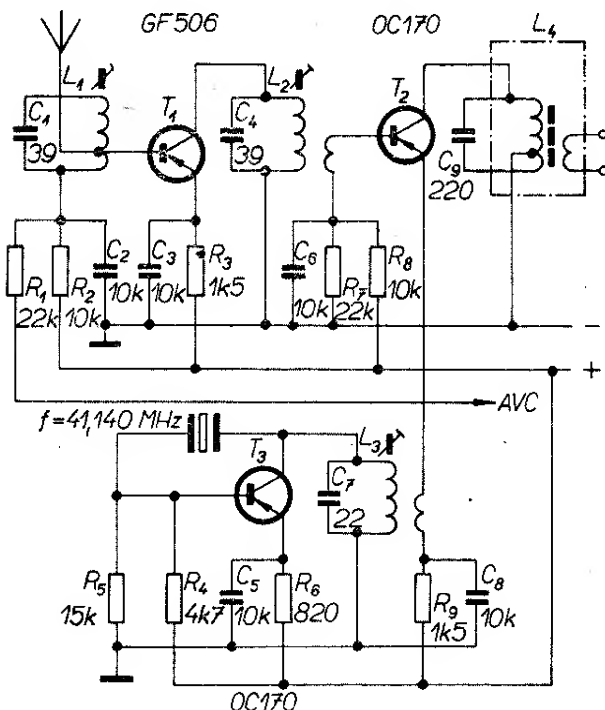 GF506
OC170
L₄
L₁
L₂
T₁
T₂
C₁
39
C₄
39
C₉
220
R₁
22k
R₂
10k
C₂
10k
C₃
10k
R₃
1k5
C₆
10k
R₇
22k
R₈
10k
-
+
AVC
f=41,140 MHz
T₃
L₃
C₇
22
R₅
15k
R₄
4k7
C₅
10k
R₆
820
R₉
1k5
C₈
10k
OC170